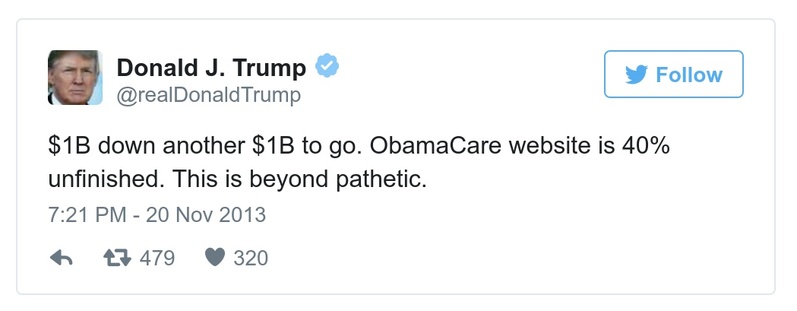 Donald J. Trump
@realDonaldTrump
Follow
$1B down another $1B to go. ObamaCare website is 40%
unfinished. This is beyond pathetic.
7:21 PM - 20 Nov 2013
479 320